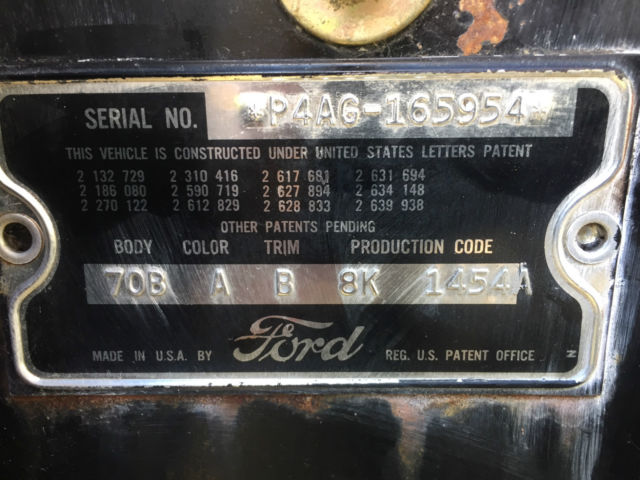 SERIAL NO. *P4AG-165954*
THIS VEHICLE IS CONSTRUCTED UNDER UNITED STATES LETTERS PATENT
2 132 729 2 310 416 2 617 681 2 631 694
2 186 080 2 590 719 2 627 894 2 634 148
2 270 122 2 612 829 2 628 833 2 639 938
OTHER PATENTS PENDING
BODY COLOR TRIM PRODUCTION CODE
70B A B 8K 1454A
MADE IN U.S.A. BY Ford REG. U.S. PATENT OFFICE N